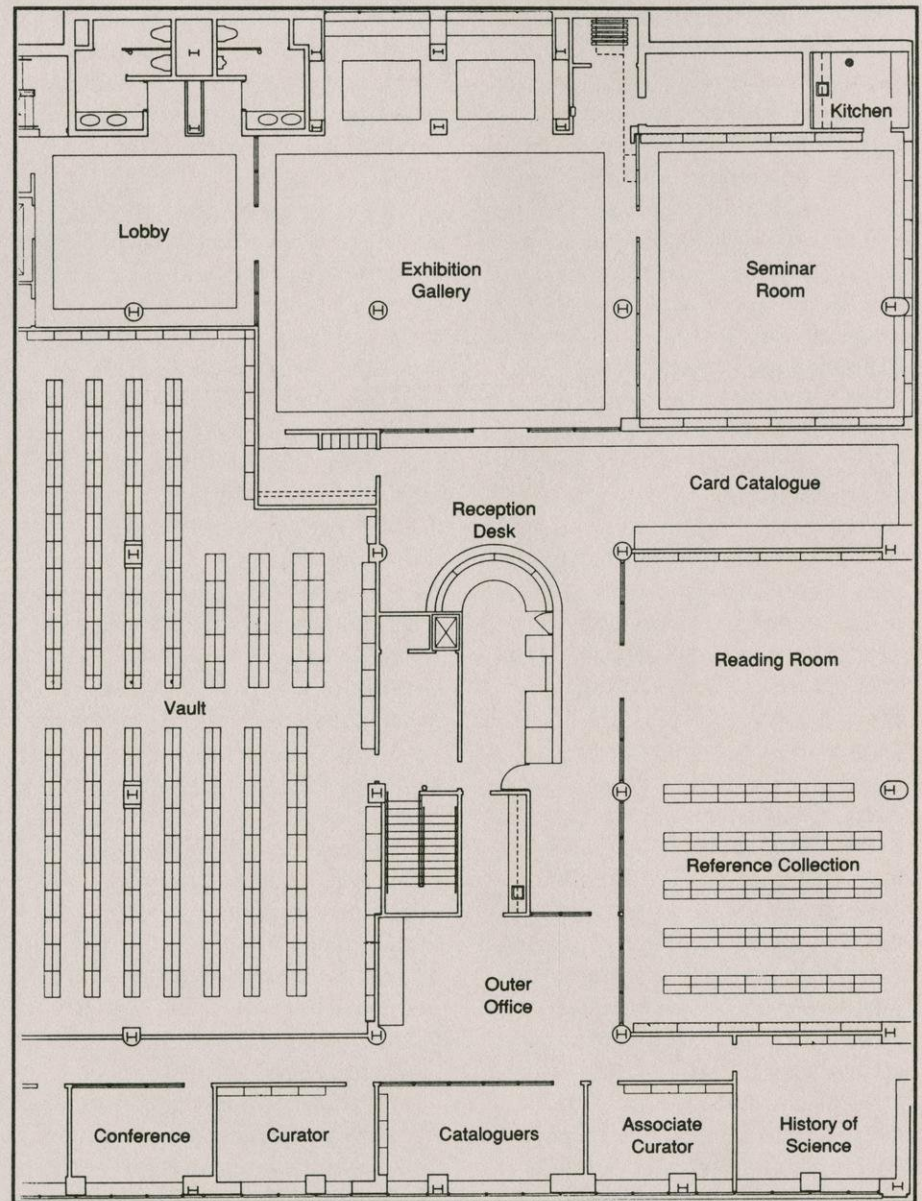 Kitchen
Lobby
Exhibition
Gallery
Seminar
Room
Card Catalogue
Reception
Desk
Reading Room
Vault
Reference Collection
Outer
Office
Conference
Curator
Cataloguers
Associate
Curator
History of
Science